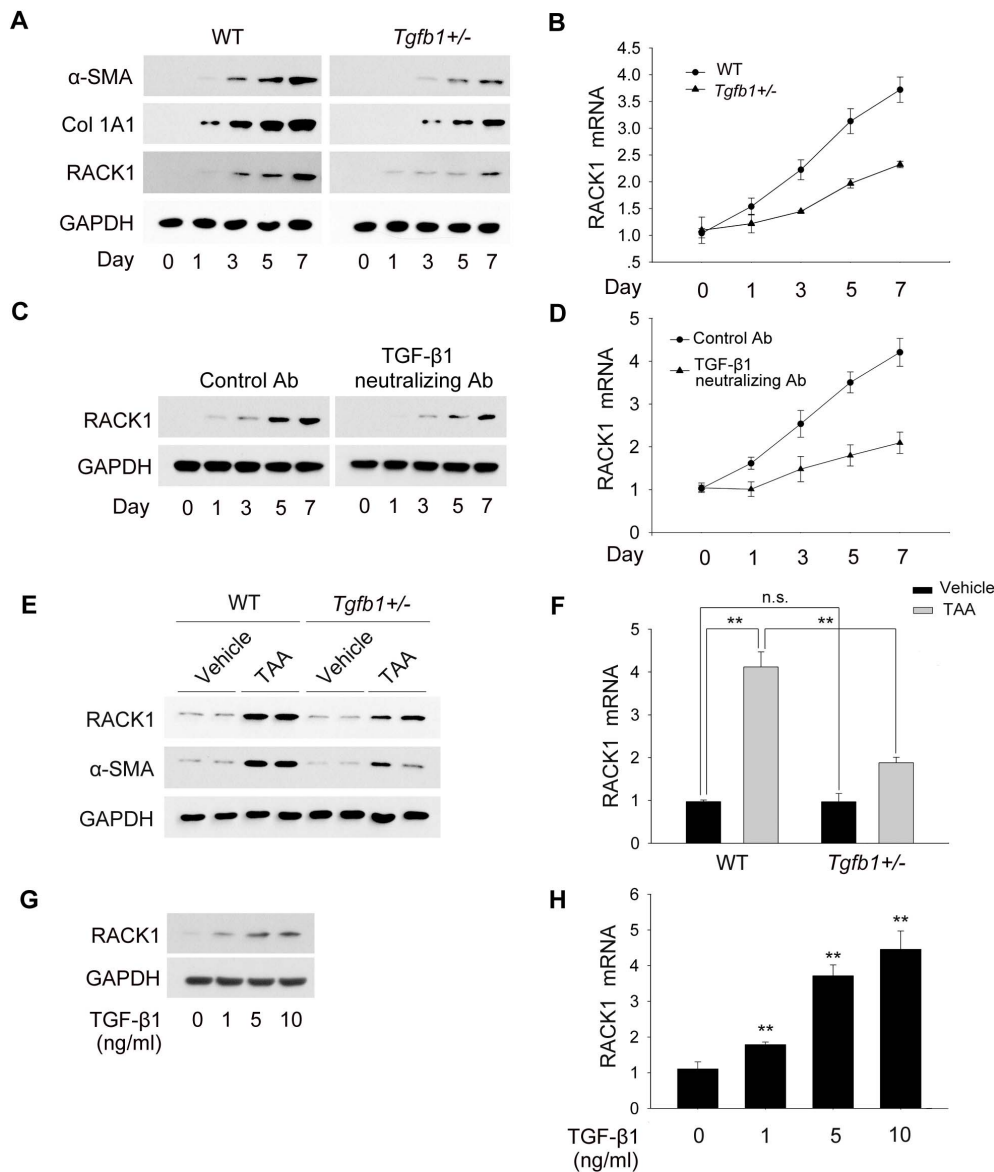 A
WT
Tgfb1+/-
α-SMA
Col 1A1
RACK1
GAPDH
Day 0 1 3 5 7 0 1 3 5 7
B
4.5
4.0
3.5
3.0
2.5
2.0
1.5
1.0
.5
RACK1 mRNA
WT
Tgfb1+/-
Day 0 1 3 5 7
C
Control Ab
TGF-β1
neutralizing Ab
RACK1
GAPDH
Day 0 1 3 5 7 0 1 3 5 7
D
5
4
3
2
1
0
RACK1 mRNA
Control Ab
TGF-β1
neutralizing Ab
Day 0 1 3 5 7
E
WT
Tgfb1+/-
Vehicle TAA Vehicle TAA
RACK1
α-SMA
GAPDH
F
Vehicle
TAA
n.s.
** **
5
4
3
2
1
0
RACK1 mRNA
WT Tgfb1+/-
G
RACK1
GAPDH
TGF-β1 0 1 5 10
(ng/ml)
H
6
5
4
3
2
1
0
RACK1 mRNA
**
**
**
TGF-β1 0 1 5 10
(ng/ml)